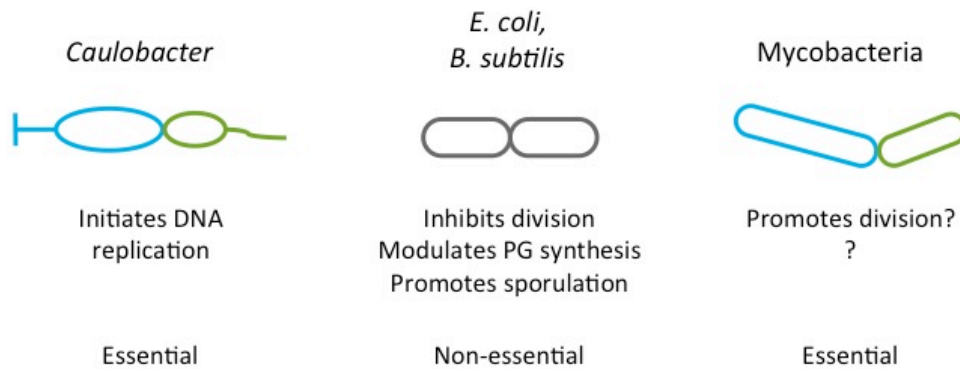 Caulobacter
Initiates DNA
replication
Essential
E. coli,
B. subtilis
Inhibits division
Modulates PG synthesis
Promotes sporulation
Non-essential
Mycobacteria
Promotes division?
?
Essential